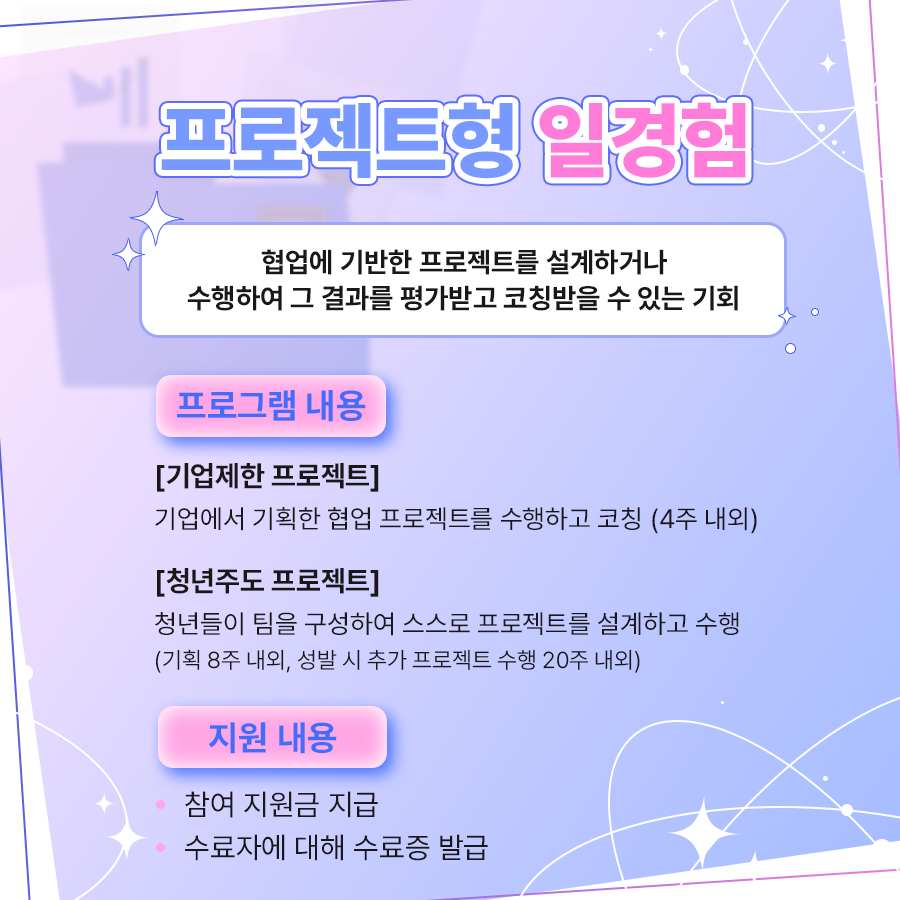 프로젝트형 일경험
협업에 기반한 프로젝트를 설계하거나
수행하여 그 결과를 평가받고 코칭받을 수 있는 기회
프로그램 내용
[기업제한 프로젝트]
기업에서 기획한 협업 프로젝트를 수행하고 코칭 (4주 내외)
[청년주도 프로젝트]
청년들이 팀을 구성하여 스스로 프로젝트를 설계하고 수행
(기획 8주 내외, 성발 시 추가 프로젝트 수행 20주 내외)
지원 내용
• 참여 지원금 지급
• 수료자에 대해 수료증 발급